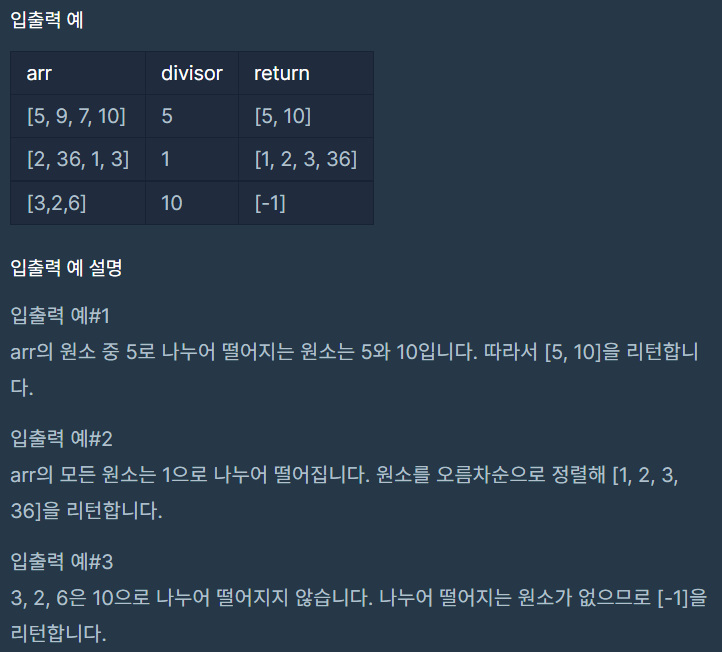 입출력 예
arr divisor return
[5, 9, 7, 10] 5 [5, 10]
[2, 36, 1, 3] 1 [1, 2, 3, 36]
[3,2,6] 10 [-1]
입출력 예 설명
입출력 예#1
arr의 원소 중 5로 나누어 떨어지는 원소는 5와 10입니다. 따라서 [5, 10]을 리턴합니
다.
입출력 예#2
arr의 모든 원소는 1으로 나누어 떨어집니다. 원소를 오름차순으로 정렬해 [1, 2, 3,
36]을 리턴합니다.
입출력 예#3
3, 2, 6은 10으로 나누어 떨어지지 않습니다. 나누어 떨어지는 원소가 없으므로 [-1]을
리턴합니다.